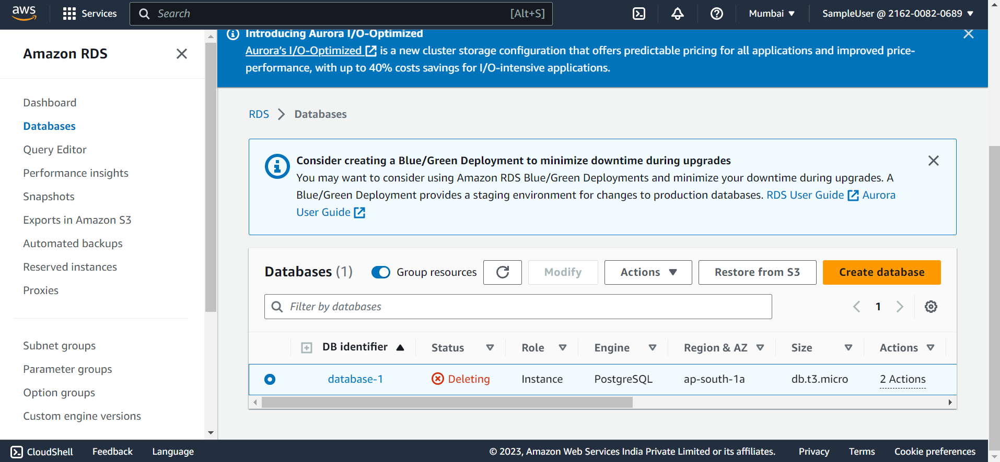 aws
Services
Search
[Alt+S]
Mumbai
SampleUser @ 2162-0082-0689
Amazon RDS
Dashboard
Databases
Query Editor
Performance insights
Snapshots
Exports in Amazon S3
Automated backups
Reserved instances
Proxies
Subnet groups
Parameter groups
Option groups
Custom engine versions
Introducing Aurora I/O-Optimized
Aurora's I/O-Optimized is a new cluster storage configuration that offers predictable pricing for all applications and improved price-
performance, with up to 40% costs savings for I/O-intensive applications.
RDS Databases
Consider creating a Blue/Green Deployment to minimize downtime during upgrades
You may want to consider using Amazon RDS Blue/Green Deployments and minimize your downtime during upgrades. A
Blue/Green Deployment provides a staging environment for changes to production databases. RDS User Guide Aurora
User Guide
Databases (1)
Group resources
Modify
Actions
Restore from S3
Create database
Filter by databases
1
DB identifier Status Role Engine Region & AZ Size Actions
database-1 Deleting Instance PostgreSQL ap-south-1a db.t3.micro 2 Actions
CloudShell Feedback Language © 2023, Amazon Web Services India Private Limited or its affiliates. Privacy Terms Cookie preferences